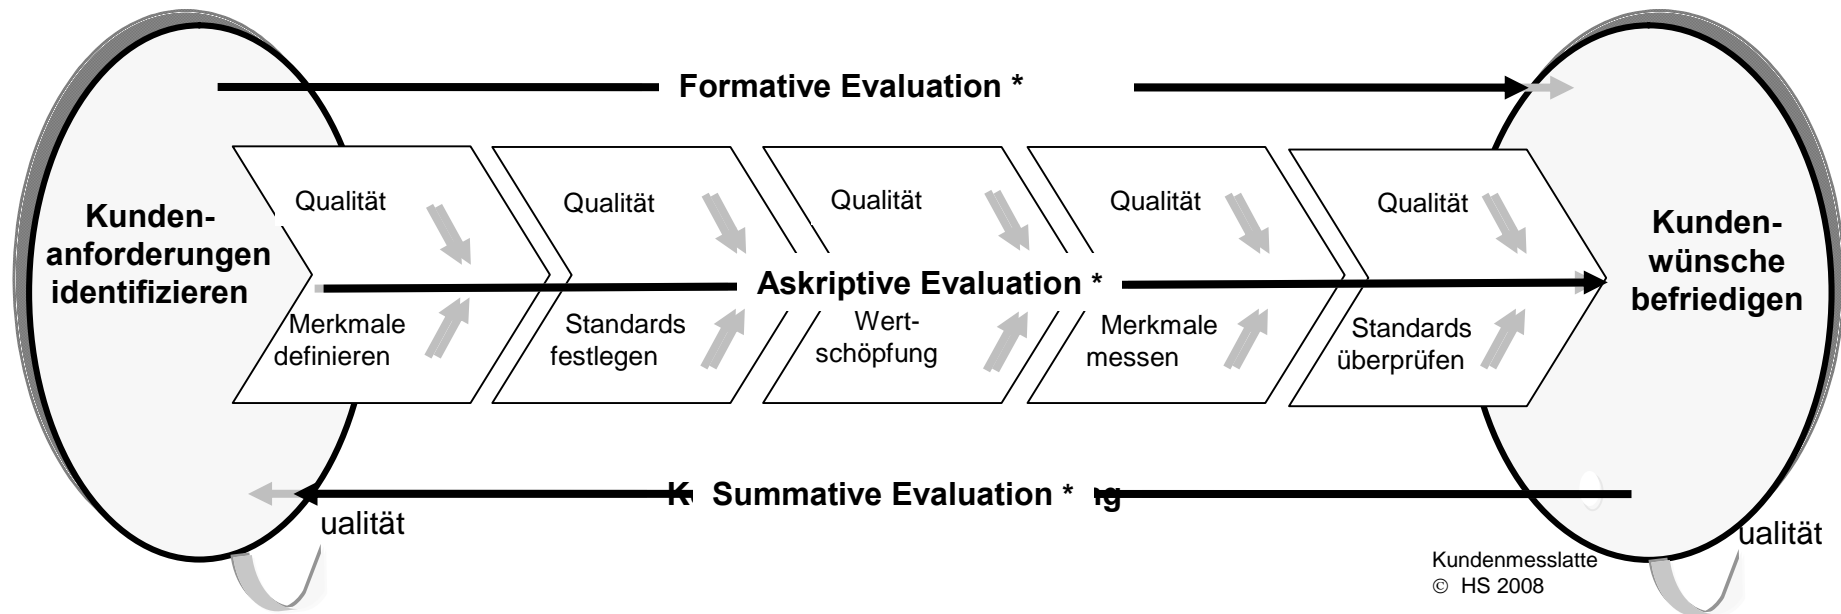 Formative Evaluation *
Kunden-
anforderungen
identifizieren
Qualität
Qualität
Qualität
Qualität
Qualität
Kunden-
wünsche
befriedigen
Askriptive Evaluation *
Merkmale
definieren
Standards
festlegen
Wert-
schöpfung
Merkmale
messen
Standards
überprüfen
Summative Evaluation *
ualität
ualität
Kundenmesslatte
© HS 2008